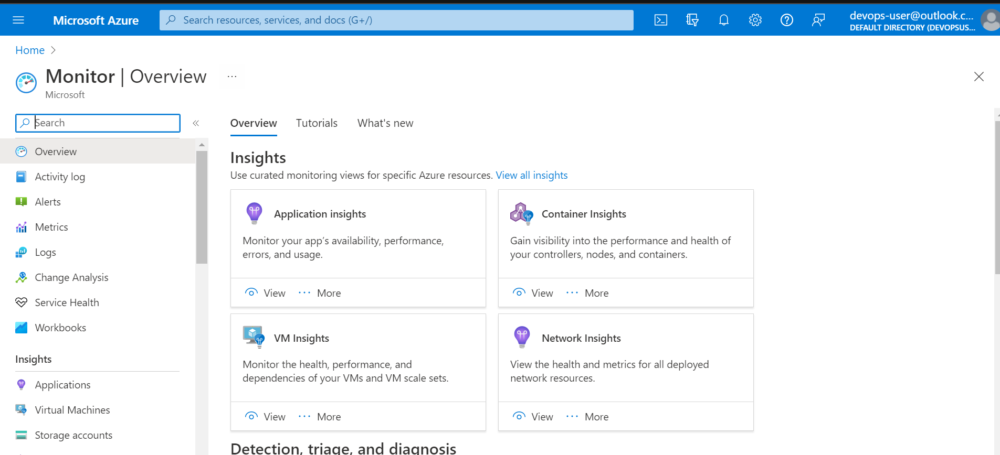 Microsoft Azure
Search resources, services, and docs (G+/)
devops-user@outlook.c...
DEFAULT DIRECTORY (DEVOPSUS...
Home
Monitor | Overview
...
Microsoft
Search
«
Overview
Activity log
Alerts
Metrics
Logs
Change Analysis
Service Health
Workbooks
Insights
Applications
Virtual Machines
Storage accounts
Overview Tutorials What's new
Insights
Use curated monitoring views for specific Azure resources. View all insights
Application insights
Monitor your app’s availability, performance,
errors, and usage.
View ... More
Container Insights
Gain visibility into the performance and health of
your controllers, nodes, and containers.
View ... More
VM Insights
Monitor the health, performance, and
dependencies of your VMs and VM scale sets.
View ... More
Network Insights
View the health and metrics for all deployed
network resources.
View ... More
Detection, triage, and diagnosis